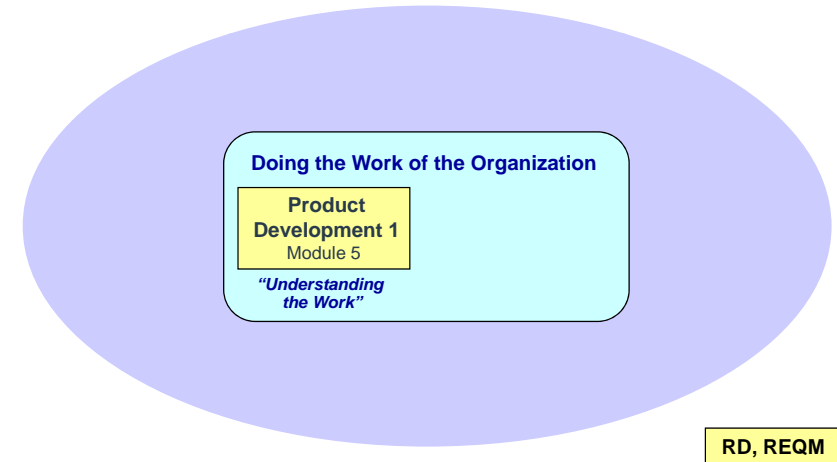 Doing the Work of the Organization
Product
Development 1
Module 5
“Understanding
the Work”
RD, REQM